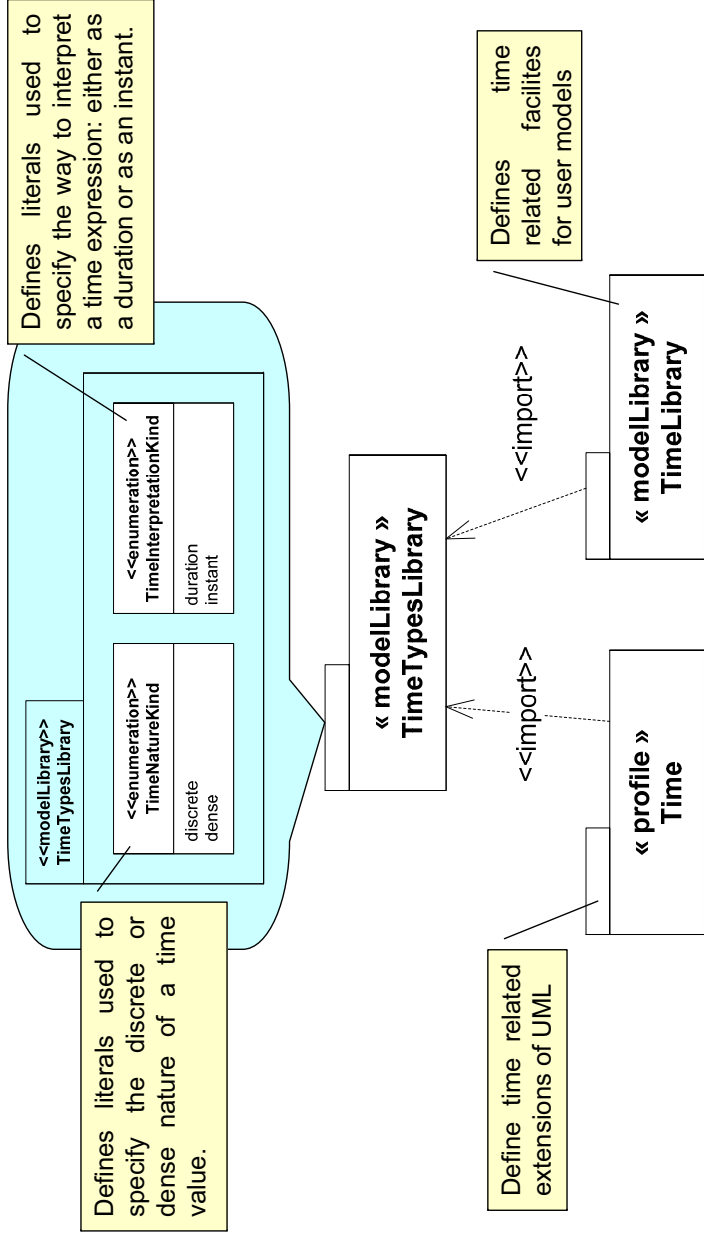 Defines literals used to
specify the discrete or
dense nature of a time
value.
<<modelLibrary>>
TimeTypesLibrary
<<enumeration>>
TimeNatureKind
discrete
dense
<<enumeration>>
TimeInterpretationKind
duration
instant
Defines literals used to
specify the way to interpret
a time expression: either as
a duration or as an instant.
« modelLibrary »
TimeTypesLibrary
<<import>>
<<import>>
Define time related
extensions of UML
« profile »
Time
« modelLibrary »
TimeLibrary
Defines time
related facilites
for user models